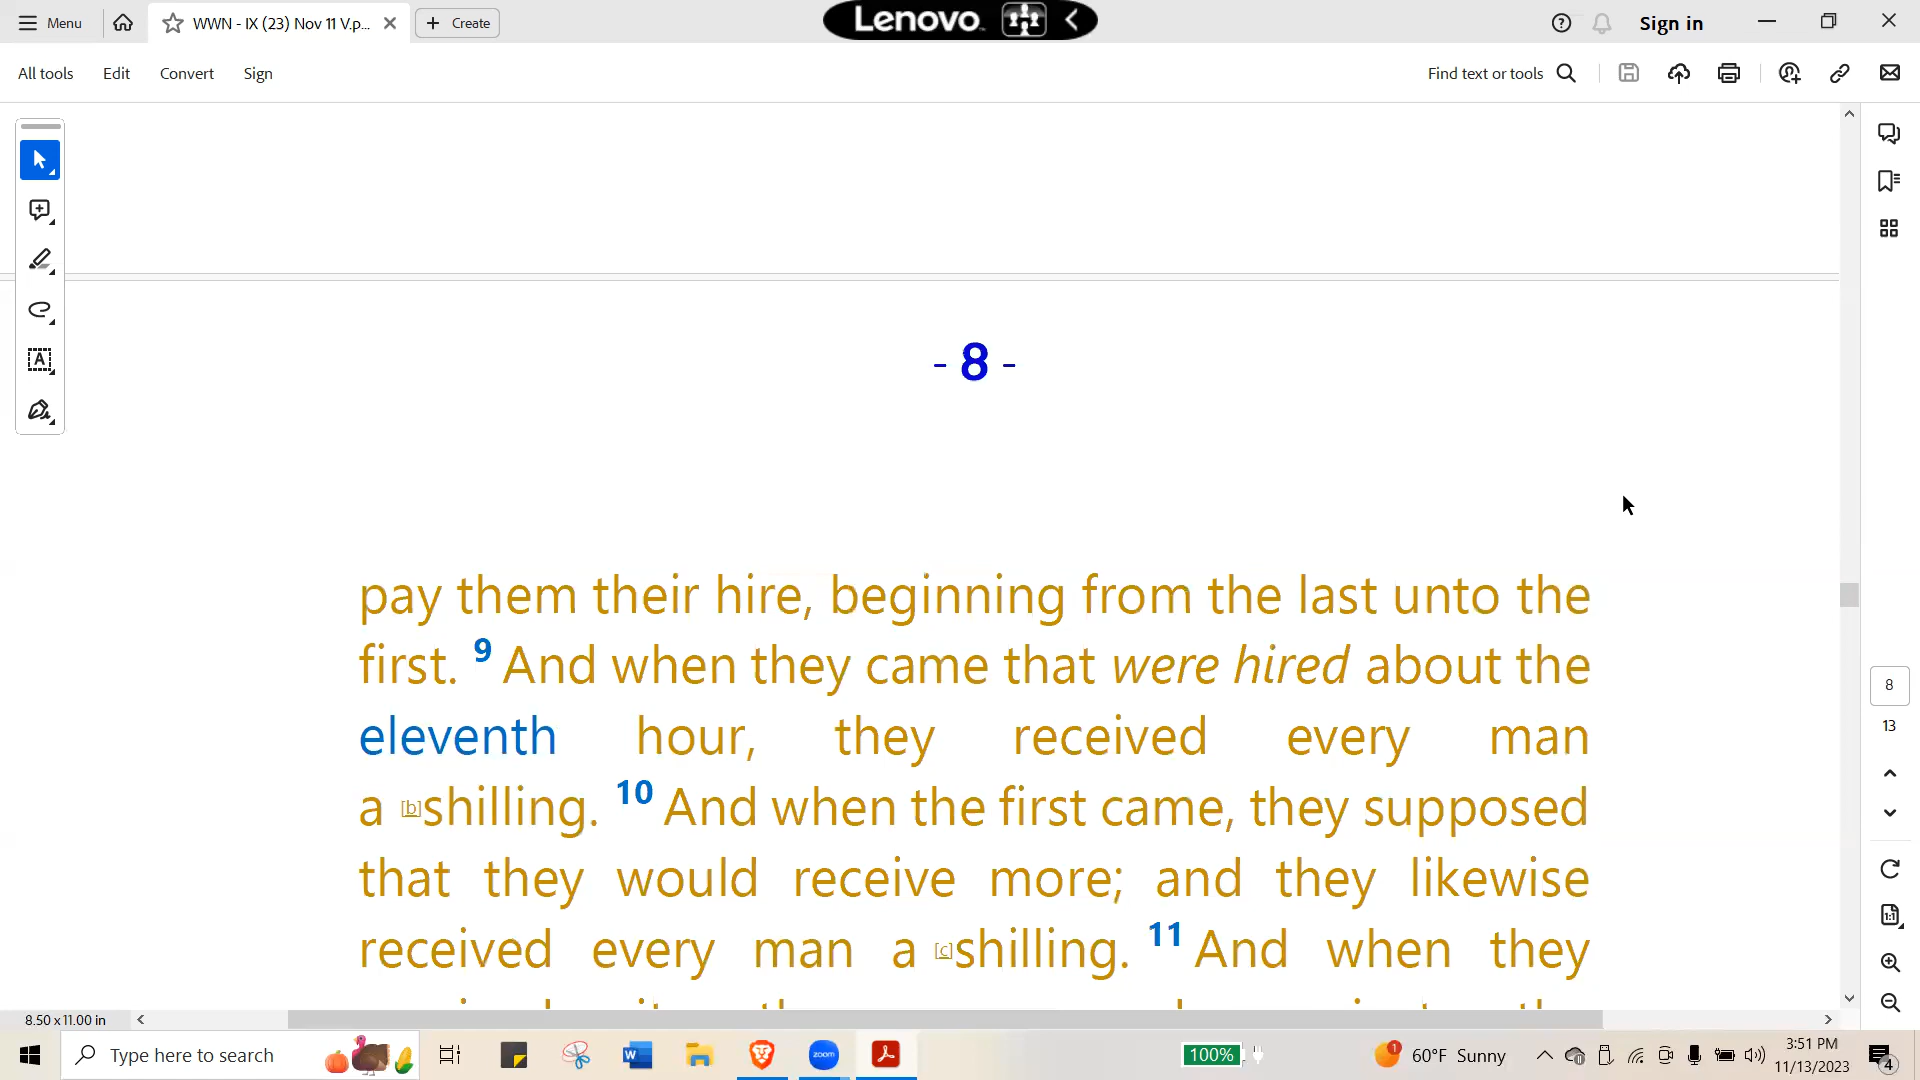 Menu
WWN - IX (23) Nov 11 V.p...
Create
Lenovo
Sign in
All tools
Edit
Convert
Sign
Find text or tools
- 8 -
pay them their hire, beginning from the last unto the
first. 9 And when they came that were hired about the
eleventh hour, they received every man
a [b]shilling. 10 And when the first came, they supposed
that they would receive more; and they likewise
received every man a [c]shilling. 11 And when they
8
13
8.50 x 11.00 in
Type here to search
zoom
100%
1
60°F Sunny
3:51 PM
11/13/2023
4